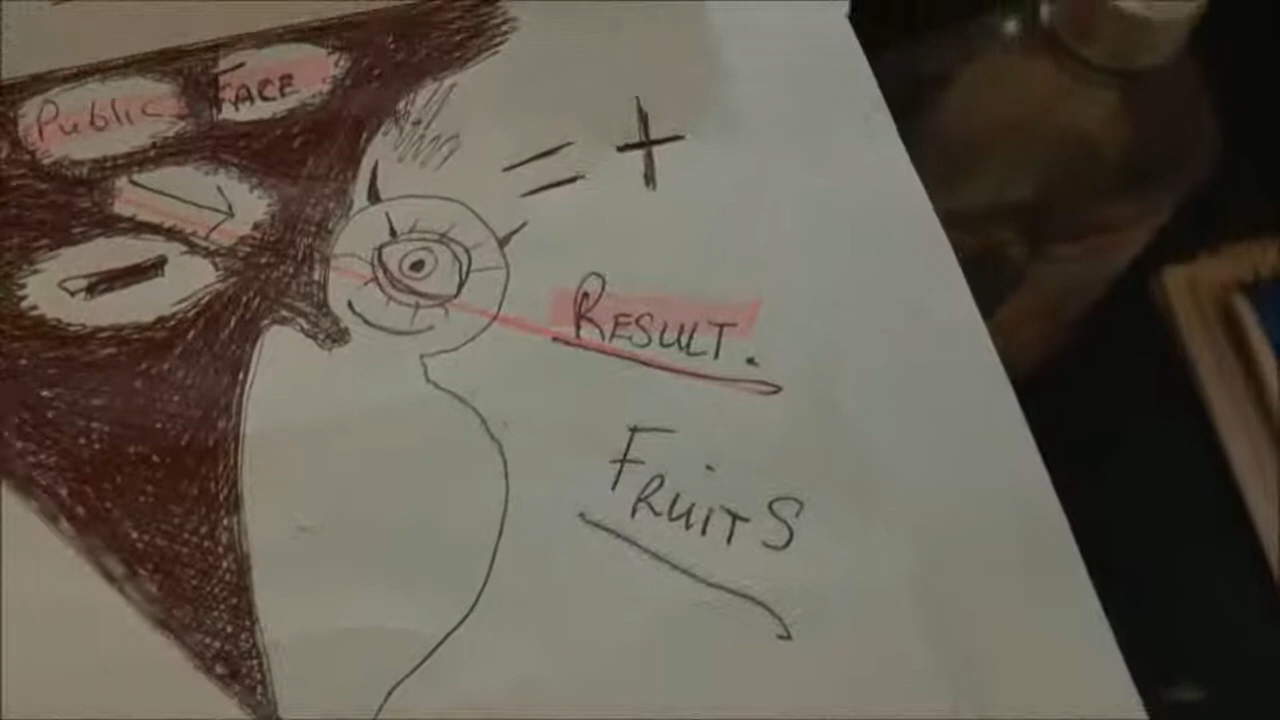 Public FACE
−
= +
RESULT.
FRUITS